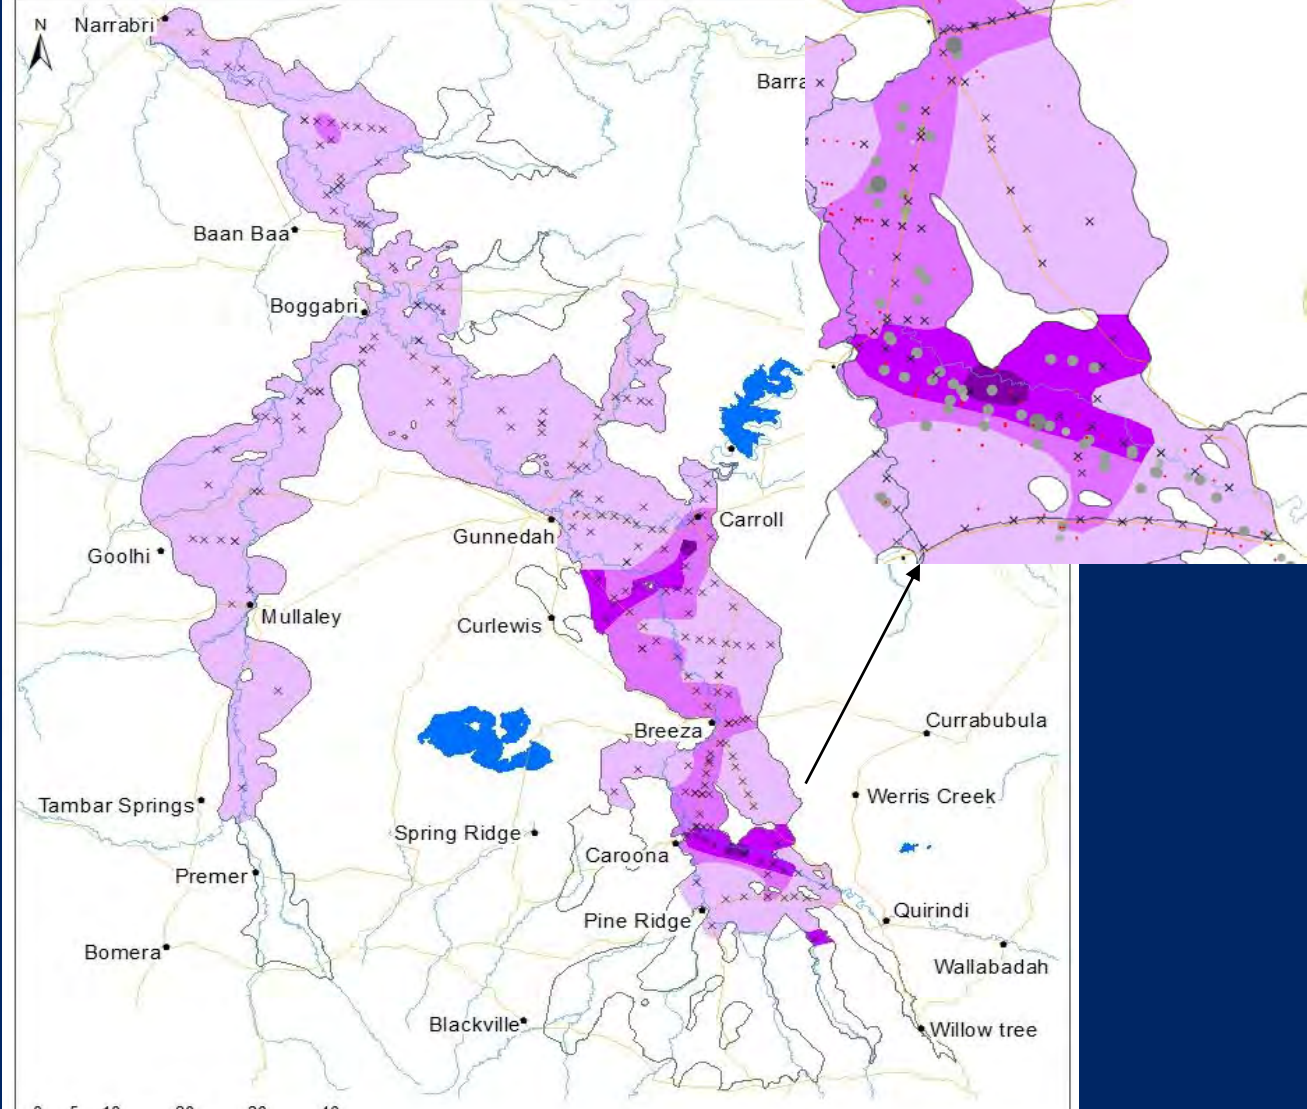 N
Narrabri
Barra
Baan Baa
Boggabri
Carroll
Gunnedah
Goolhi
Mullaley
Curlewis
Currabubula
Breeza
Werris Creek
Tambar Springs
Spring Ridge
Caroona
Premer
Quirindi
Pine Ridge
Bomera
Wallabadah
Blackville
Willow tree